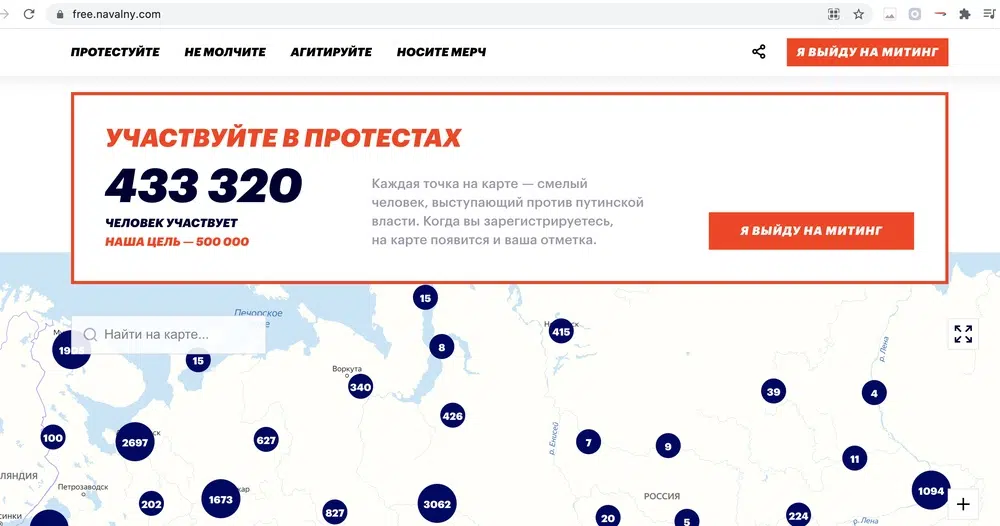 free.navalny.com
ПРОТЕСТУЙТЕ НЕ МОЛЧИТЕ АГИТИРУЙТЕ НОСИТЕ МЕРЧ Я ВЫЙДУ НА МИТИНГ
УЧАСТВУЙТЕ В ПРОТЕСТАХ
433 320
ЧЕЛОВЕК УЧАСТВУЕТ
НАША ЦЕЛЬ — 500 000
Каждая точка на карте — смелый
человек, выступающий против путинской
власти. Когда вы зарегистрируетесь,
на карте появится и ваша отметка.
Я ВЫЙДУ НА МИТИНГ
15
Печорское
Найти на карте...
415
р. Лена
15
8
Воркута
340
39
4
426
100
2697
627
р. Енисей
7
9
11
ЛЯНДИЯ
Петрозаводск
202
1673
827
3062
РОССИЯ
1094
20
5
224
р. Лена